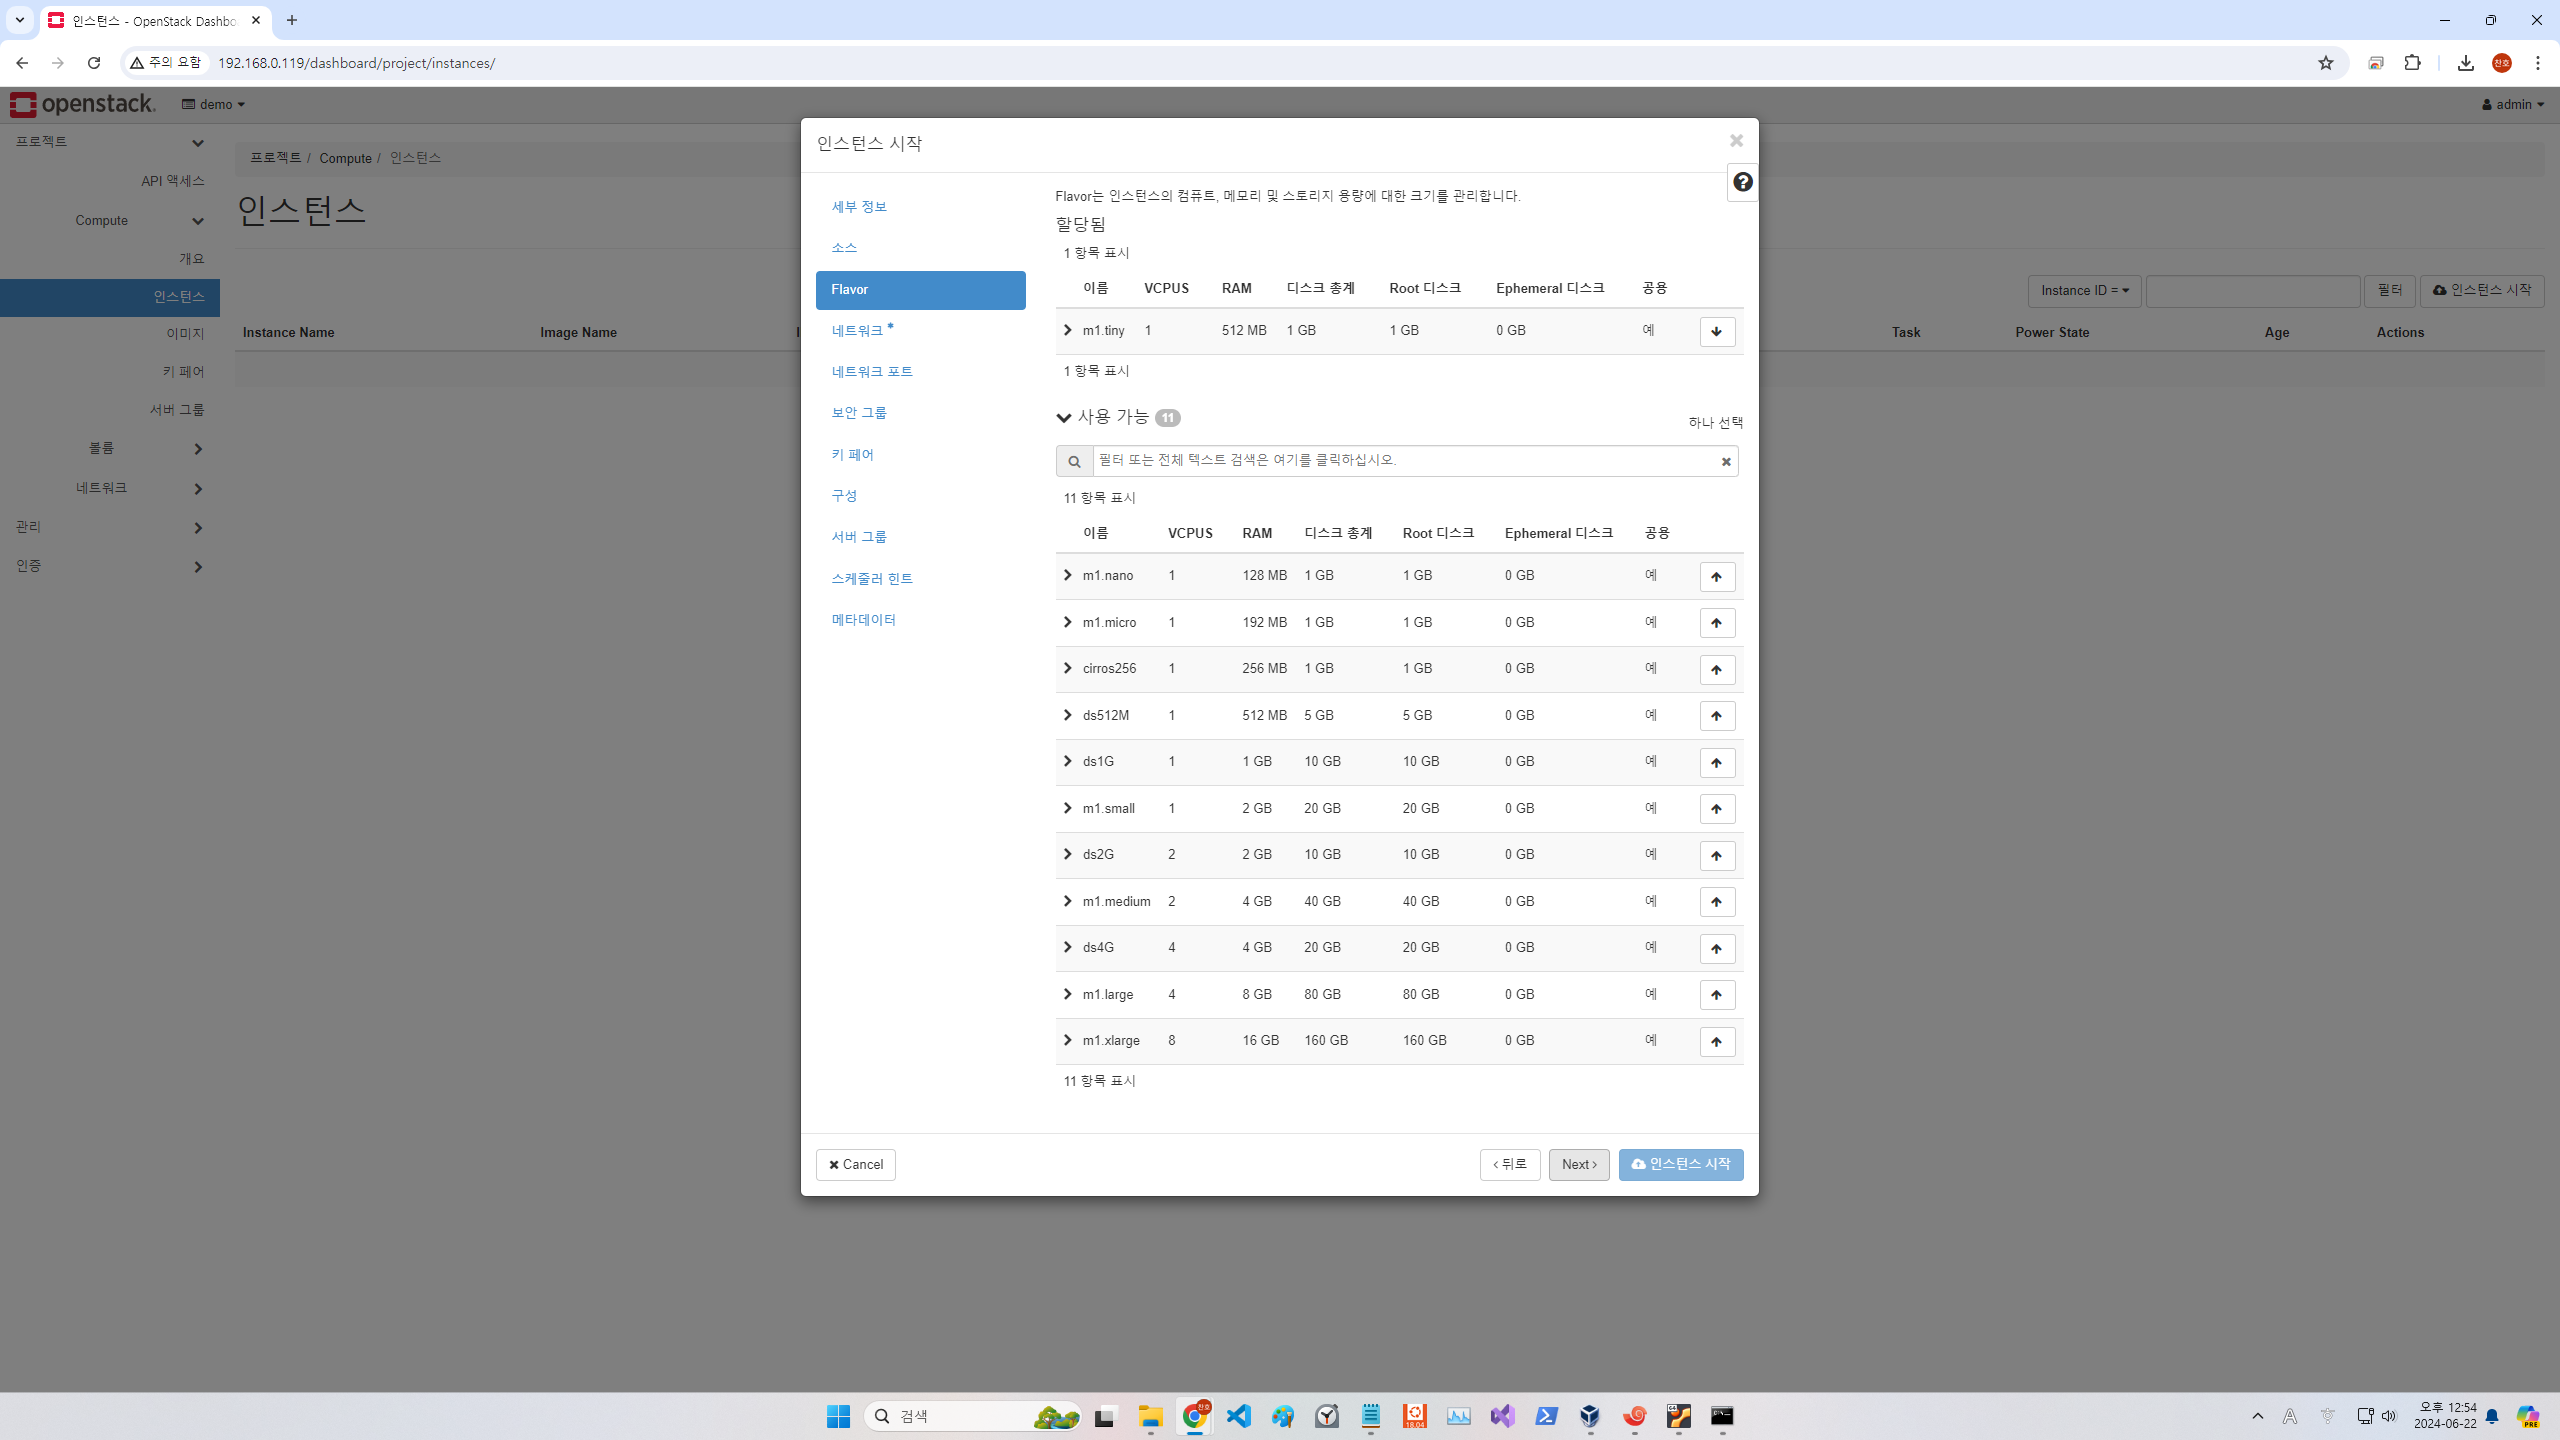 인스턴스 - OpenStack Dashbo
주의 요함 192.168.0.119/dashboard/project/instances/
찬호
openstack. demo admin
프로젝트
API 액세스
Compute
개요
인스턴스
이미지
키 페어
서버 그룹
볼륨
네트워크
관리
인증
프로젝트 / Compute / 인스턴스
인스턴스
Instance ID = 필터 인스턴스 시작
Instance Name Image Name I Task Power State Age Actions
인스턴스 시작
세부 정보
소스
Flavor
네트워크 *
네트워크 포트
보안 그룹
키 페어
구성
서버 그룹
스케줄러 힌트
메타데이터
Flavor는 인스턴스의 컴퓨트, 메모리 및 스토리지 용량에 대한 크기를 관리합니다.
할당됨
1 항목 표시
이름 VCPUS RAM 디스크 총계 Root 디스크 Ephemeral 디스크 공용
m1.tiny 1 512 MB 1 GB 1 GB 0 GB 예
1 항목 표시
사용 가능 11 하나 선택
필터 또는 전체 텍스트 검색은 여기를 클릭하십시오.
11 항목 표시
이름 VCPUS RAM 디스크 총계 Root 디스크 Ephemeral 디스크 공용
m1.nano 1 128 MB 1 GB 1 GB 0 GB 예
m1.micro 1 192 MB 1 GB 1 GB 0 GB 예
cirros256 1 256 MB 1 GB 1 GB 0 GB 예
ds512M 1 512 MB 5 GB 5 GB 0 GB 예
ds1G 1 1 GB 10 GB 10 GB 0 GB 예
m1.small 1 2 GB 20 GB 20 GB 0 GB 예
ds2G 2 2 GB 10 GB 10 GB 0 GB 예
m1.medium 2 4 GB 40 GB 40 GB 0 GB 예
ds4G 4 4 GB 20 GB 20 GB 0 GB 예
m1.large 4 8 GB 80 GB 80 GB 0 GB 예
m1.xlarge 8 16 GB 160 GB 160 GB 0 GB 예
11 항목 표시
Cancel 뒤로 Next 인스턴스 시작
검색 찬호 18.04 A 오후 12:54
2024-06-22
PRE